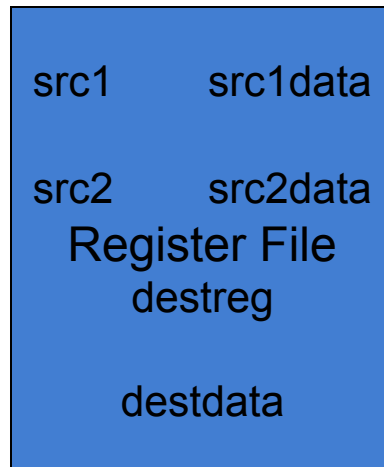 src1 src1data
src2 src2data
Register File
destreg
destdata